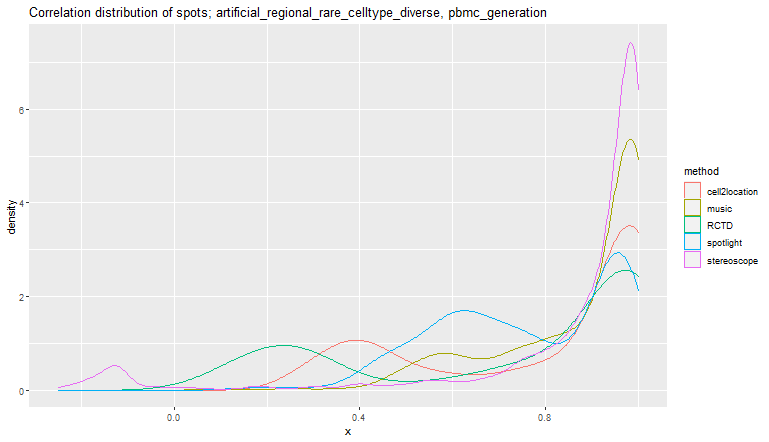 Correlation distribution of spots; artificial_regional_rare_celltype_diverse, pbmc_generation
6
4
2
0
density
0.0
0.4
0.8
x
method
cell2location
music
RCTD
spotlight
stereoscope